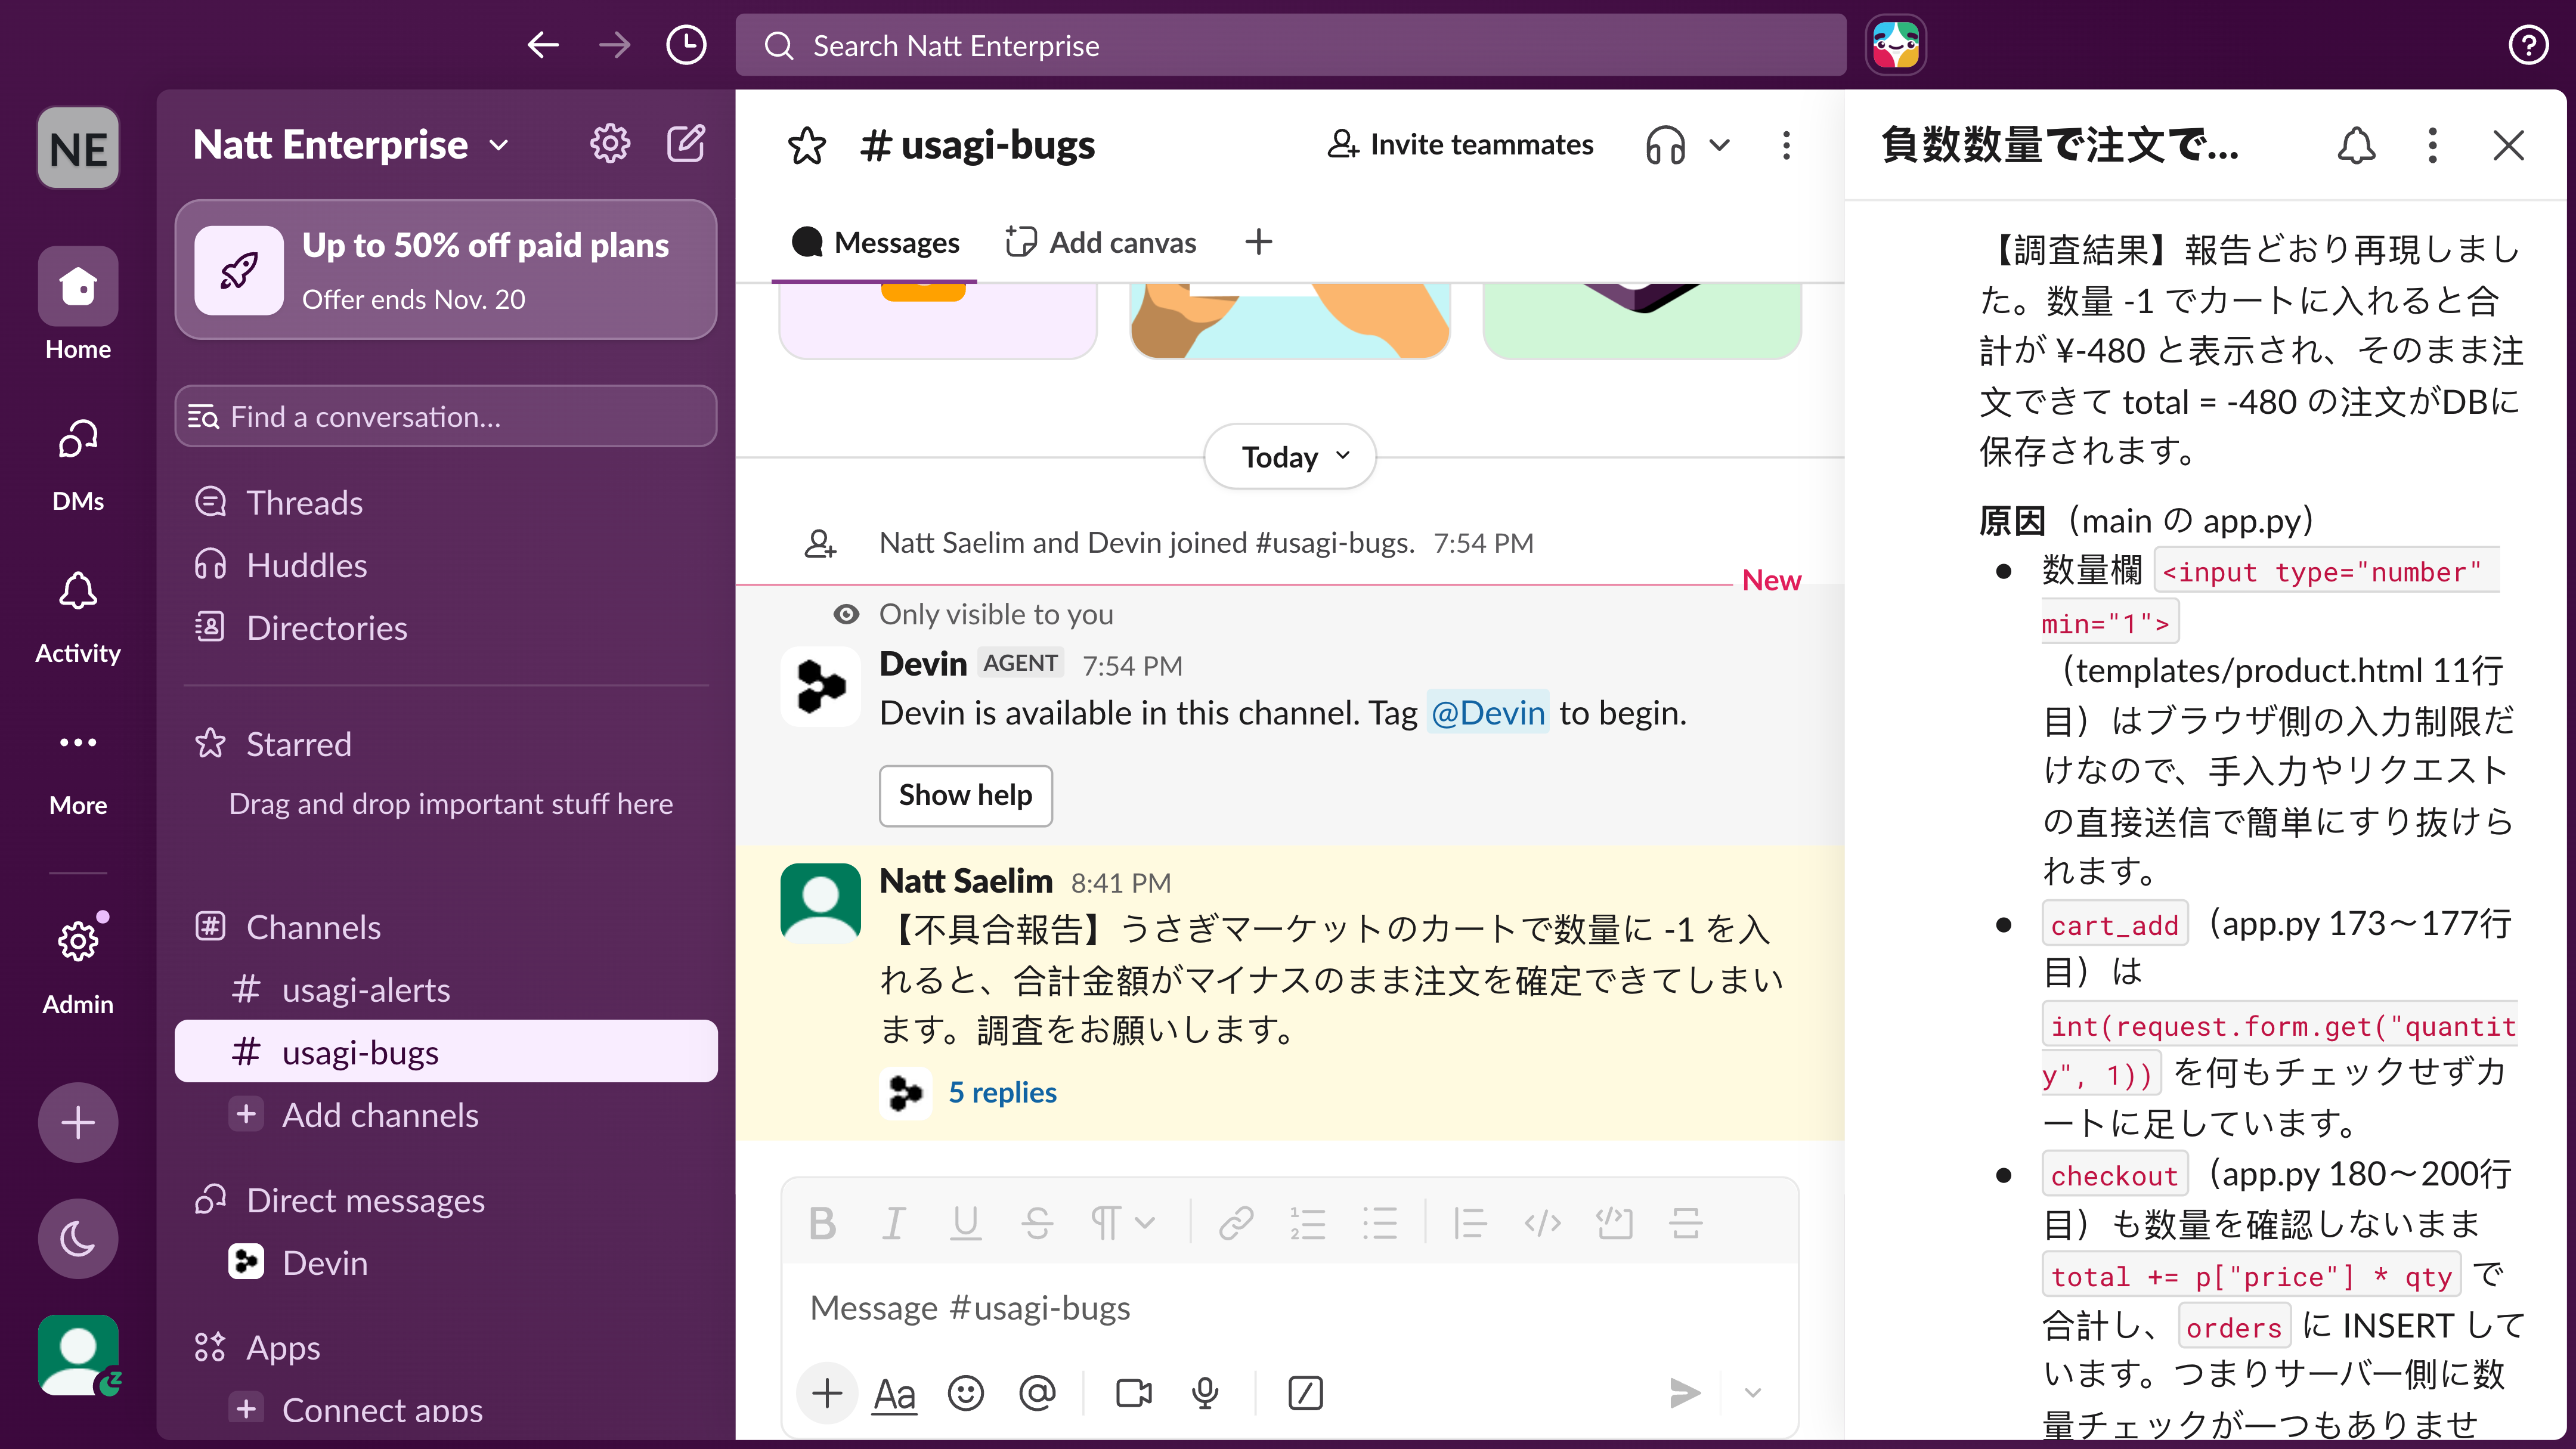 Search Natt Enterprise
NE
Home
DMs
Activity
More
Admin
Natt Enterprise
Up to 50% off paid plans
Offer ends Nov. 20
Find a conversation...
Threads
Huddles
Directories
Starred
Drag and drop important stuff here
Channels
# usagi-alerts
# usagi-bugs
Add channels
Direct messages
Devin
Apps
Connect apps
# usagi-bugs
Invite teammates
Messages
Add canvas
Today
Natt Saelim and Devin joined #usagi-bugs. 7:54 PM
New
Only visible to you
Devin AGENT 7:54 PM
Devin is available in this channel. Tag @Devin to begin.
Show help
Natt Saelim 8:41 PM
【不具合報告】うさぎマーケットのカートで数量に -1 を入
れると、合計金額がマイナスのまま注文を確定できてしまい
ます。調査をお願いします。
5 replies
Message #usagi-bugs
Aa
負数数量で注文で...
【調査結果】報告どおり再現しまし
た。数量 -1 でカートに入れると合
計が ¥-480 と表示され、そのまま注
文できて total = -480 の注文がDBに
保存されます。
原因（main の app.py）
数量欄 <input type="number"
min="1">
（templates/product.html 11行
目）はブラウザ側の入力制限だ
けなので、手入力やリクエスト
の直接送信で簡単にすり抜けら
れます。
cart_add（app.py 173〜177行
目）は
int(request.form.get("quantit
y", 1)) を何もチェックせずカ
ートに足しています。
checkout（app.py 180〜200行
目）も数量を確認しないまま
total += p["price"] * qty で
合計し、 orders に INSERT して
います。つまりサーバー側に数
量チェックが一つもありませ